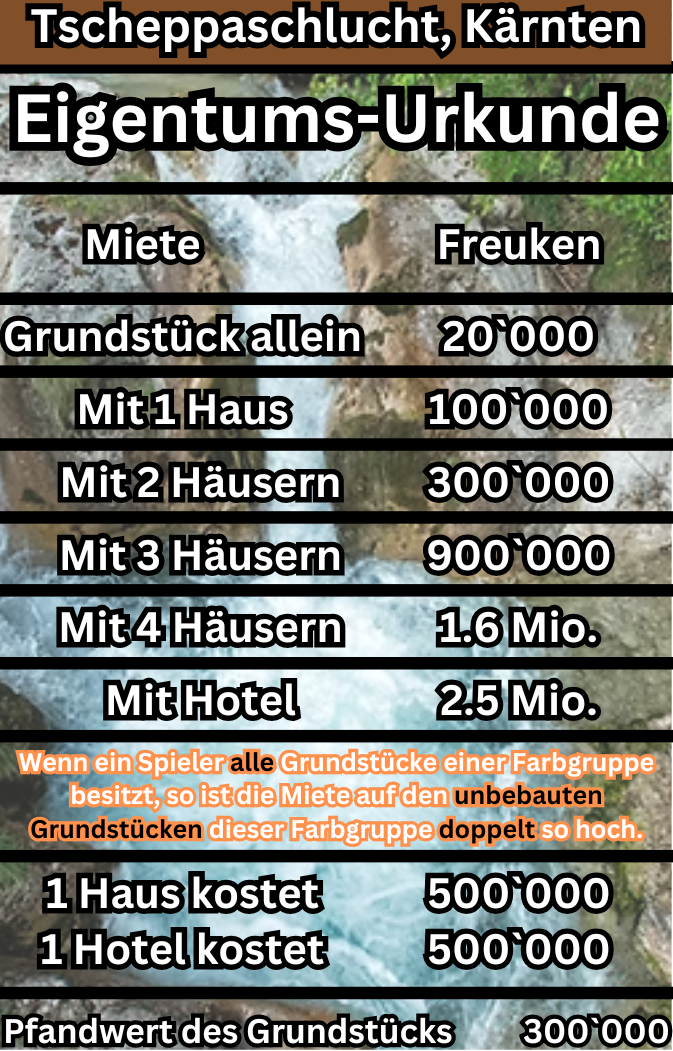 Tscheppaschlucht, Kärnten
Eigentums-Urkunde
Miete Freuken
Grundstück allein 20`000
Mit 1 Haus 100`000
Mit 2 Häusern 300`000
Mit 3 Häusern 900`000
Mit 4 Häusern 1.6 Mio.
Mit Hotel 2.5 Mio.
Wenn ein Spieler alle Grundstücke einer Farbgruppe
besitzt, so ist die Miete auf den unbebauten
Grundstücken dieser Farbgruppe doppelt so hoch.
1 Haus kostet 500`000
1 Hotel kostet 500`000
Pfandwert des Grundstücks 300`000